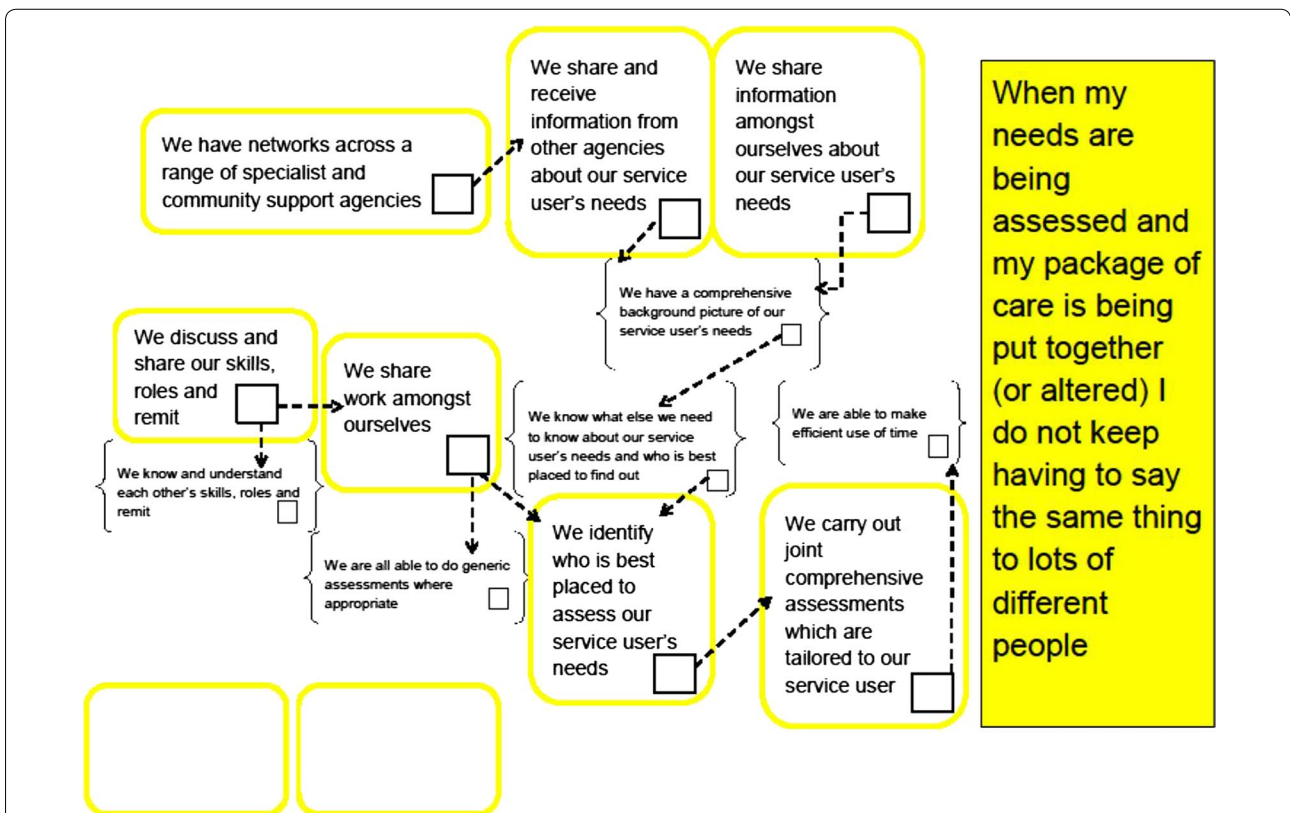 We have networks across a
range of specialist and
community support agencies
We share and
receive
information from
other agencies
about our service
user's needs
We share
information
amongst
ourselves about
our service user's
needs
We have a comprehensive
background picture of our
service user's needs
We discuss and
share our skills,
roles and
remit
We know and understand
each other's skills, roles and
remit
We share
work amongst
ourselves
We are all able to do generic
assessments where
appropriate
We know what else we need
to know about our service
user's needs and who is best
placed to find out
We identify
who is best
placed to
assess our
service user's
needs
We are able to make
efficient use of time
We carry out
joint
comprehensive
assessments
which are
tailored to our
service user
When my
needs are
being
assessed and
my package of
care is being
put together
(or altered) I
do not keep
having to say
the same thing
to lots of
different
people